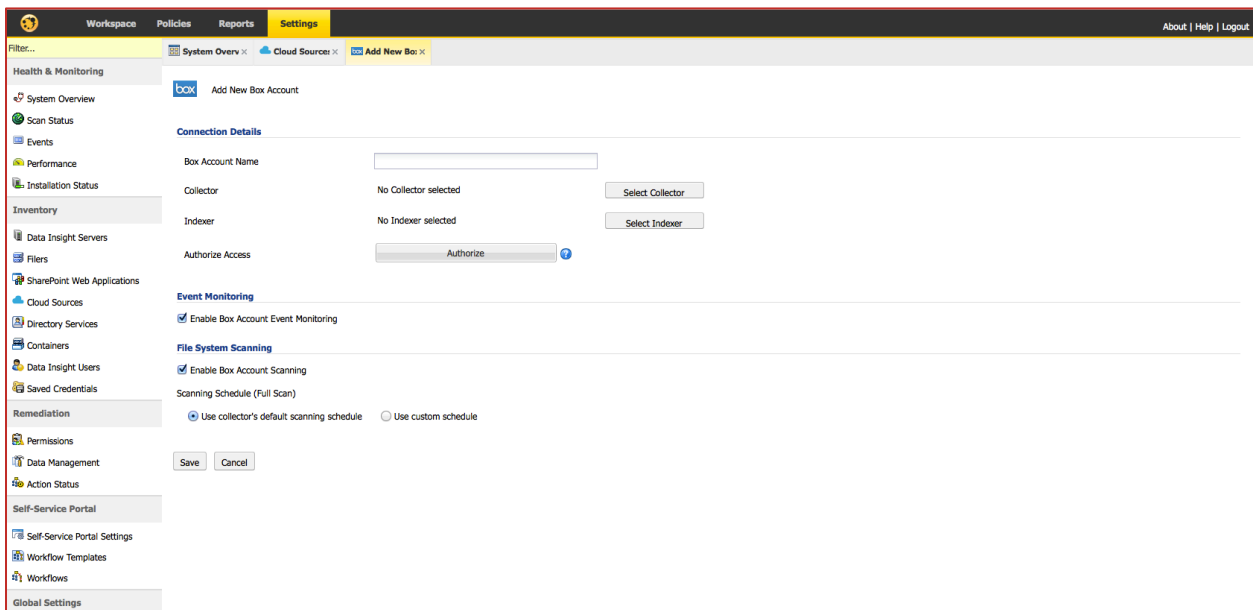 Workspace Policies Reports Settings About | Help | Logout
Filter...
System Overv × Cloud Source: × box Add New Bo: ×
Health & Monitoring
System Overview
Scan Status
Events
Performance
Installation Status
Inventory
Data Insight Servers
Filers
SharePoint Web Applications
Cloud Sources
Directory Services
Containers
Data Insight Users
Saved Credentials
Remediation
Permissions
Data Management
Action Status
Self-Service Portal
Self-Service Portal Settings
Workflow Templates
Workflows
Global Settings
box Add New Box Account
Connection Details
Box Account Name
Collector No Collector selected Select Collector
Indexer No Indexer selected Select Indexer
Authorize Access Authorize ?
Event Monitoring
Enable Box Account Event Monitoring
File System Scanning
Enable Box Account Scanning
Scanning Schedule (Full Scan)
Use collector's default scanning schedule Use custom schedule
Save Cancel